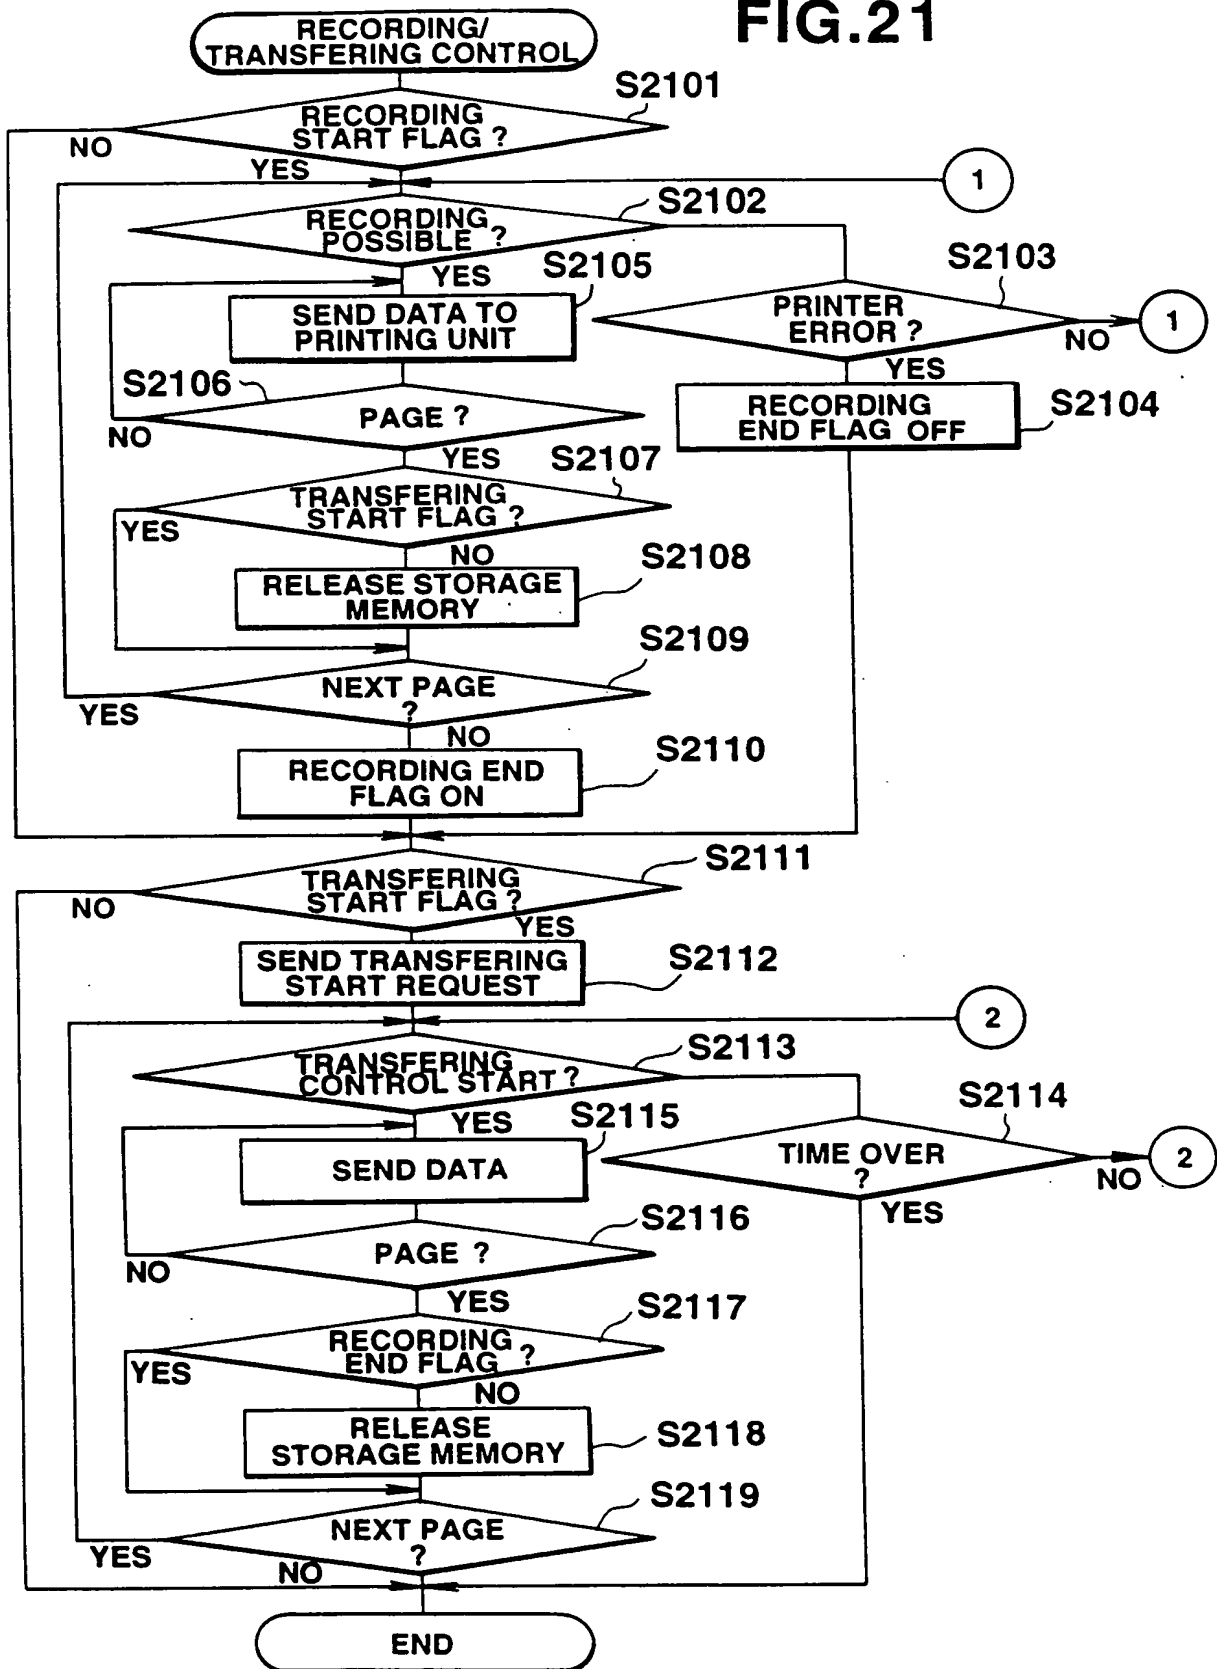 FIG.21
RECORDING/
TRANSFERING CONTROL
S2101
RECORDING
START FLAG ?
NO
YES
1
S2102
RECORDING
POSSIBLE ?
YES
S2105
S2103
SEND DATA TO
PRINTING UNIT
PRINTER
ERROR ?
NO
1
YES
S2106
PAGE ?
NO
RECORDING
END FLAG OFF
S2104
YES
S2107
TRANSFERING
START FLAG ?
YES
NO
S2108
RELEASE STORAGE
MEMORY
S2109
NEXT PAGE
?
YES
NO
S2110
RECORDING END
FLAG ON
S2111
TRANSFERING
START FLAG ?
NO
YES
SEND TRANSFERING
START REQUEST
S2112
2
S2113
TRANSFERING
CONTROL START ?
YES
S2115
S2114
SEND DATA
TIME OVER
?
NO
2
YES
S2116
PAGE ?
NO
YES
S2117
RECORDING
END FLAG ?
YES
NO
RELEASE
STORAGE MEMORY
S2118
S2119
NEXT PAGE
?
YES
NO
END